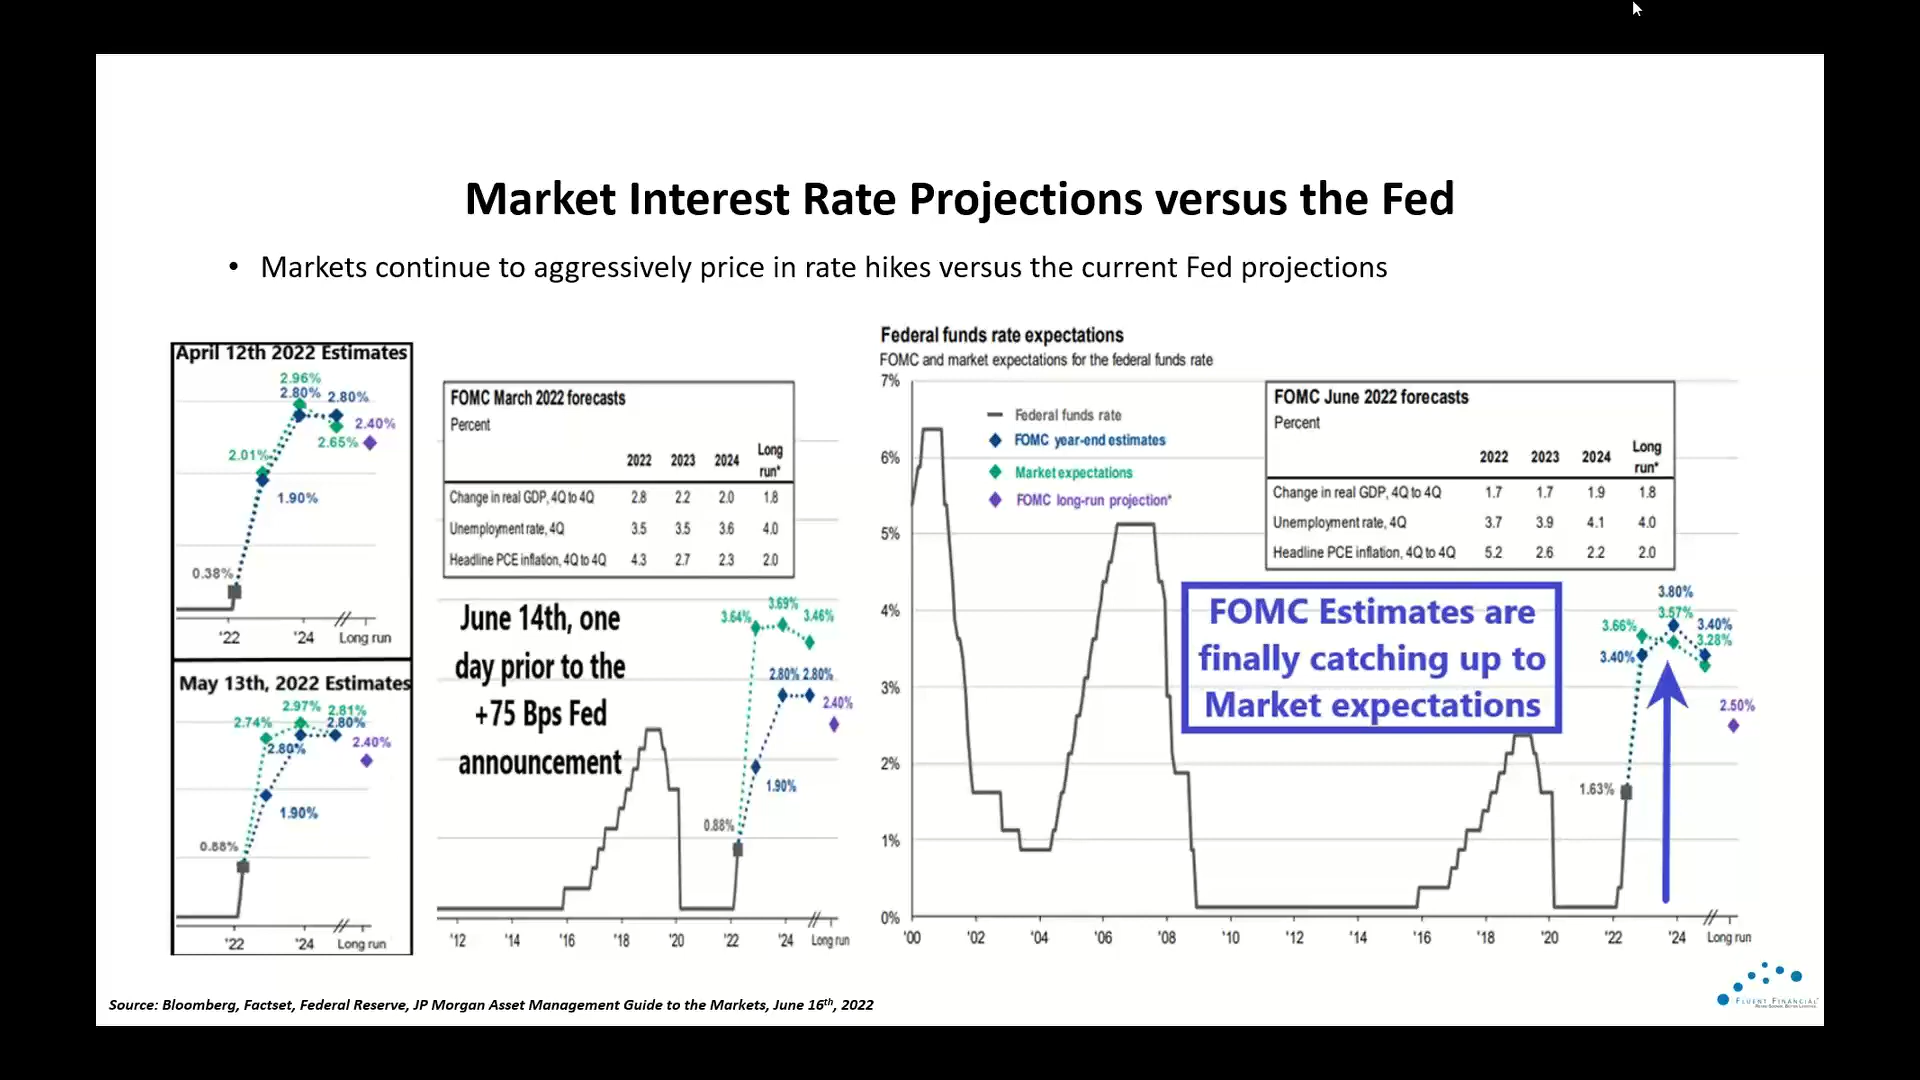 Market Interest Rate Projections versus the Fed
• Markets continue to aggressively price in rate hikes versus the current Fed projections
April 12th 2022 Estimates
2.96%
2.80% 2.80%
2.40%
2.65%
2.01%
1.90%
0.38%
'22 '24 Long run
May 13th, 2022 Estimates
2.97% 2.81%
2.74% 2.80%
2.80% 2.40%
1.90%
0.88%
'22 '24 Long run
FOMC March 2022 forecasts
Percent
2022 2023 2024 Long run*
Change in real GDP, 4Q to 4Q 2.8 2.2 2.0 1.8
Unemployment rate, 4Q 3.5 3.5 3.6 4.0
Headline PCE inflation, 4Q to 4Q 4.3 2.7 2.3 2.0
June 14th, one
day prior to the
+75 Bps Fed
announcement
3.69%
3.64% 3.46%
2.80% 2.80%
2.40%
1.90%
0.88%
'12 '14 '16 '18 '20 '22 '24 Long run
Federal funds rate expectations
FOMC and market expectations for the federal funds rate
7%
6%
5%
4%
3%
2%
1%
0%
Federal funds rate
FOMC year-end estimates
Market expectations
FOMC long-run projection*
FOMC June 2022 forecasts
Percent
2022 2023 2024 Long run*
Change in real GDP, 4Q to 4Q 1.7 1.7 1.9 1.8
Unemployment rate, 4Q 3.7 3.9 4.1 4.0
Headline PCE inflation, 4Q to 4Q 5.2 2.6 2.2 2.0
FOMC Estimates are
finally catching up to
Market expectations
3.80%
3.57%
3.66% 3.40%
3.28%
3.40%
2.50%
1.63%
'00 '02 '04 '06 '08 '10 '12 '14 '16 '18 '20 '22 '24 Long run
Source: Bloomberg, Factset, Federal Reserve, JP Morgan Asset Management Guide to the Markets, June 16th, 2022
FLUENT FINANCIAL